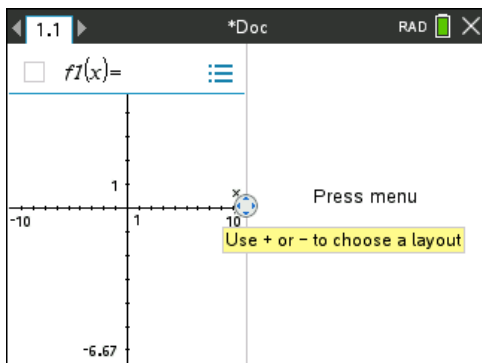 1.1 *Doc RAD
f1(x)=
1
x
-10 1 10
Press menu
Use + or - to choose a layout
-6.67